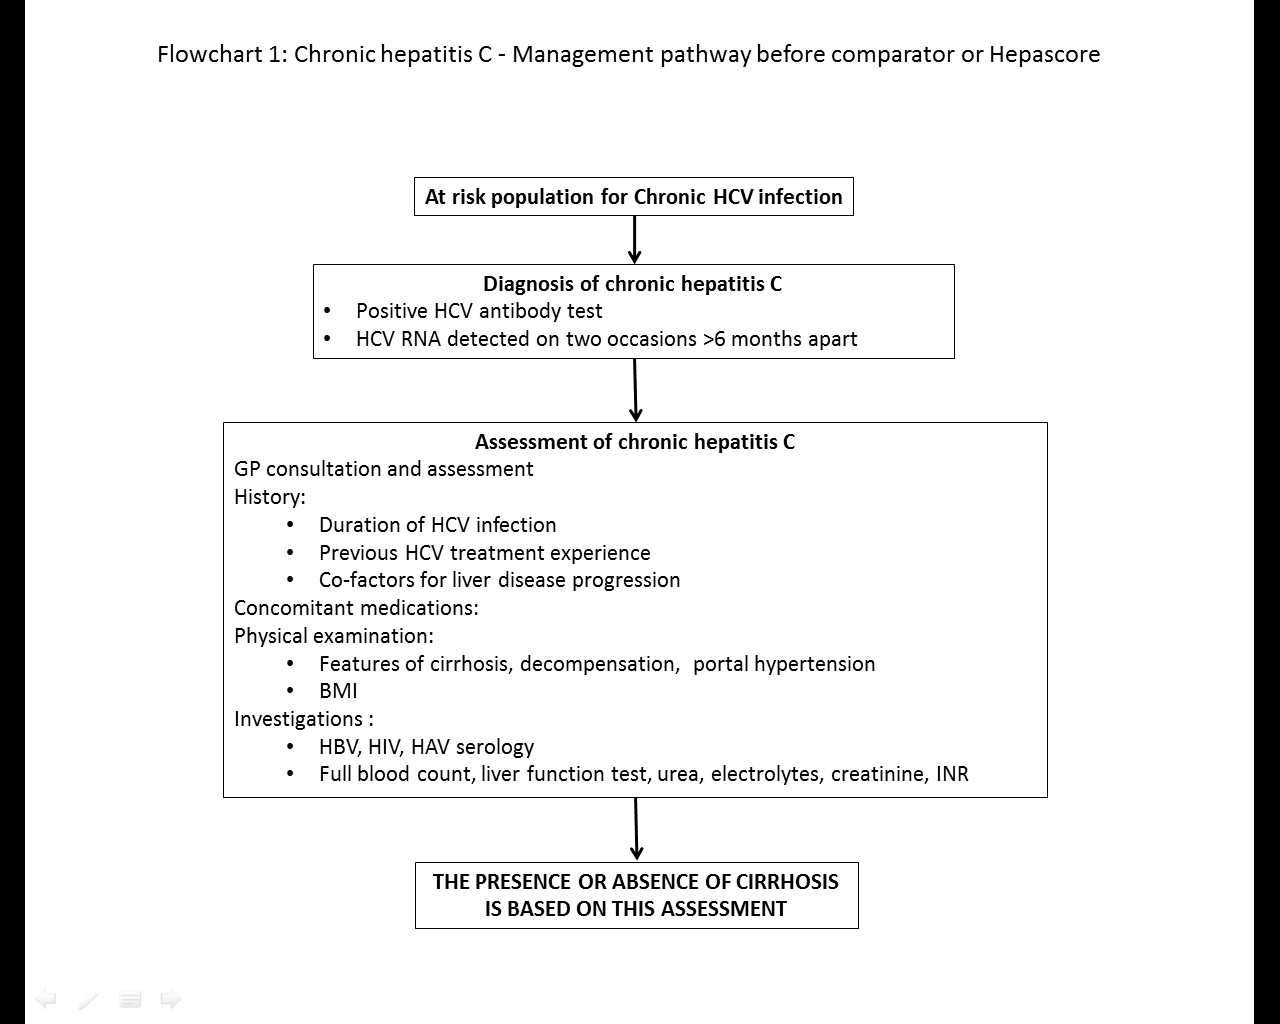 Flowchart 1: Chronic hepatitis C - Management pathway before comparator or Hepascore
At risk population for Chronic HCV infection
Diagnosis of chronic hepatitis C
• Positive HCV antibody test
• HCV RNA detected on two occasions >6 months apart
Assessment of chronic hepatitis C
GP consultation and assessment
History:
• Duration of HCV infection
• Previous HCV treatment experience
• Co-factors for liver disease progression
Concomitant medications:
Physical examination:
• Features of cirrhosis, decompensation, portal hypertension
• BMI
Investigations :
• HBV, HIV, HAV serology
• Full blood count, liver function test, urea, electrolytes, creatinine, INR
THE PRESENCE OR ABSENCE OF CIRRHOSIS
IS BASED ON THIS ASSESSMENT